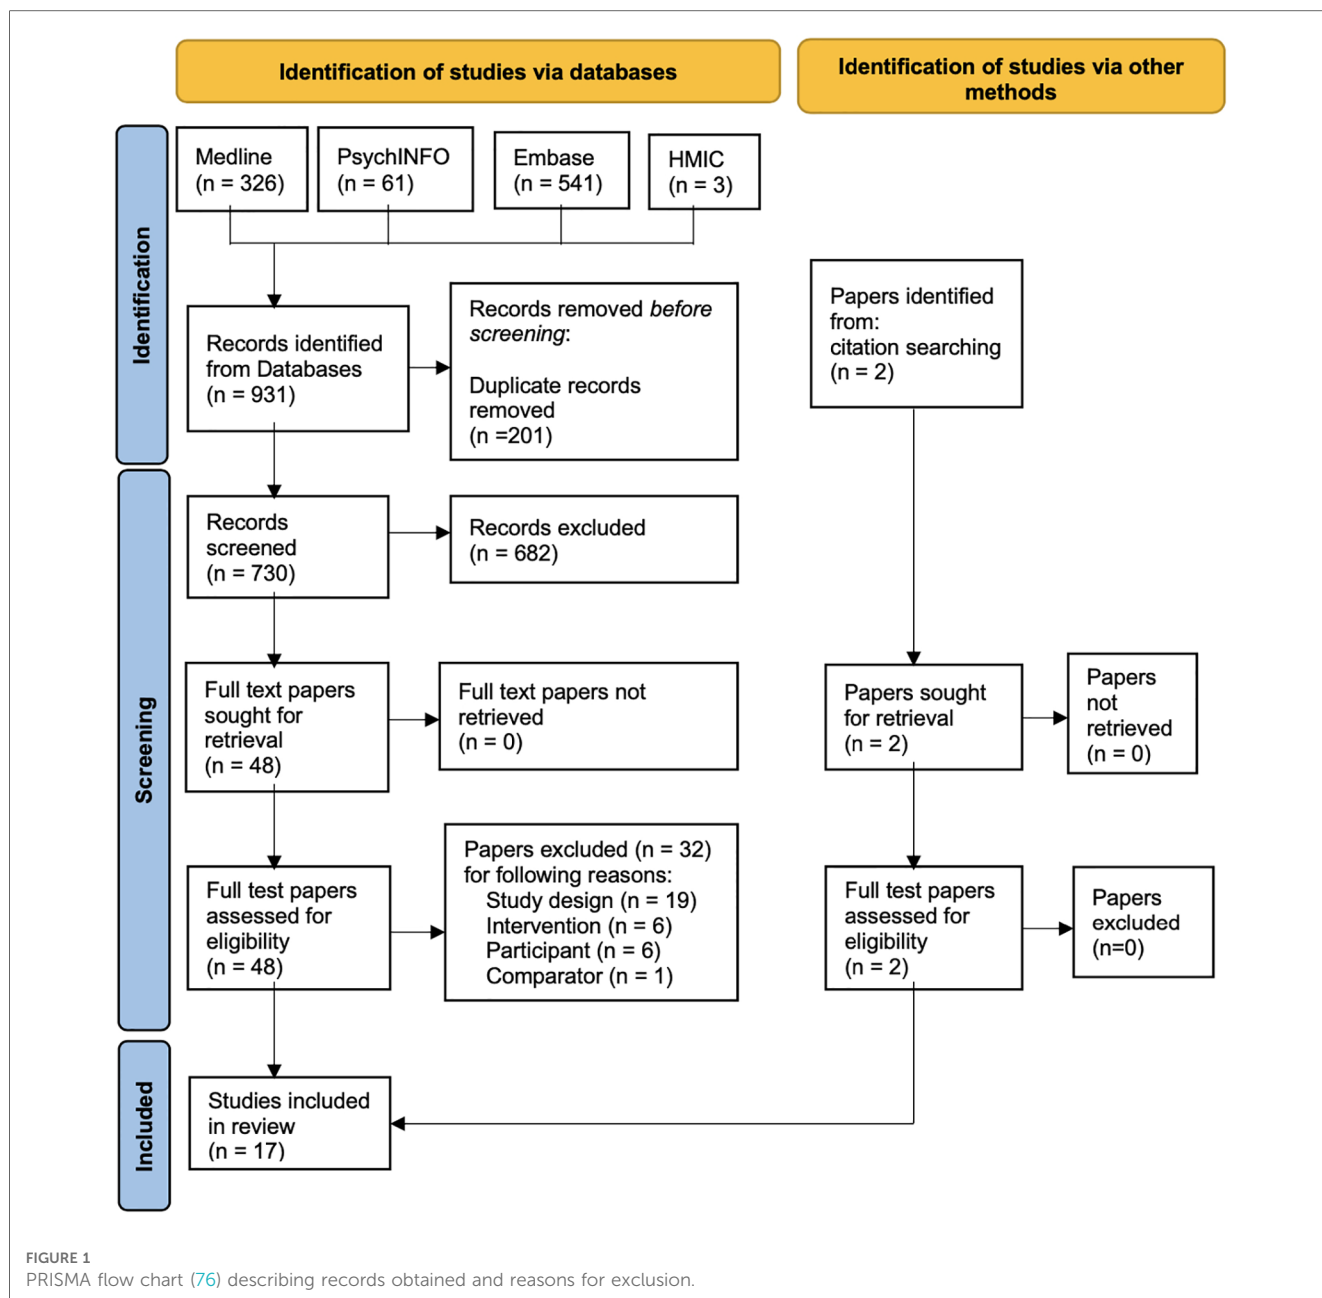 Identification of studies via databases
Identification of studies via other
methods
Identification
Medline
(n = 326)
PsychINFO
(n = 61)
Embase
(n = 541)
HMIC
(n = 3)
Records identified
from Databases
(n = 931)
Records removed before
screening:
Duplicate records
removed
(n =201)
Papers identified
from:
citation searching
(n = 2)
Screening
Records
screened
(n = 730)
Records excluded
(n = 682)
Full text papers
sought for
retrieval
(n = 48)
Full text papers not
retrieved
(n = 0)
Papers sought
for retrieval
(n = 2)
Papers
not
retrieved
(n = 0)
Full test papers
assessed for
eligibility
(n = 48)
Papers excluded (n = 32)
for following reasons:
Study design (n = 19)
Intervention (n = 6)
Participant (n = 6)
Comparator (n = 1)
Full test papers
assessed for
eligibility
(n = 2)
Papers
excluded
(n=0)
Included
Studies included
in review
(n = 17)
FIGURE 1
PRISMA flow chart (76) describing records obtained and reasons for exclusion.